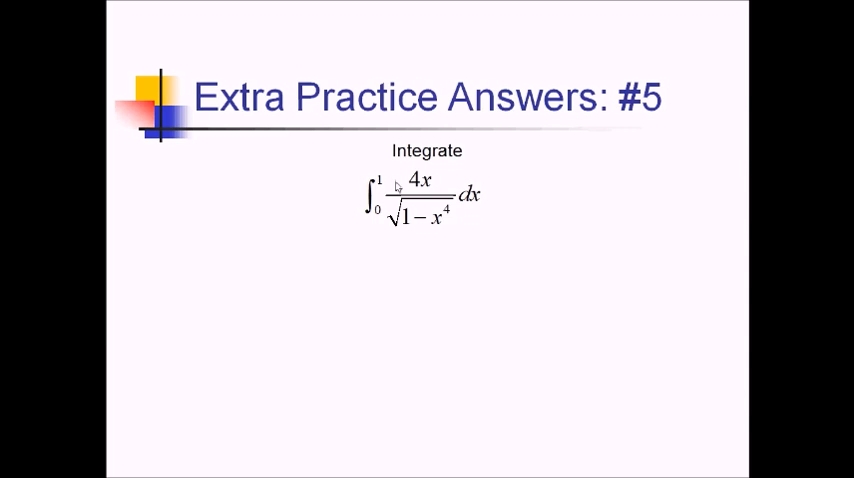 Extra Practice Answers: #5
Integrate
∫₀¹ 4x/√(1 − x⁴) dx